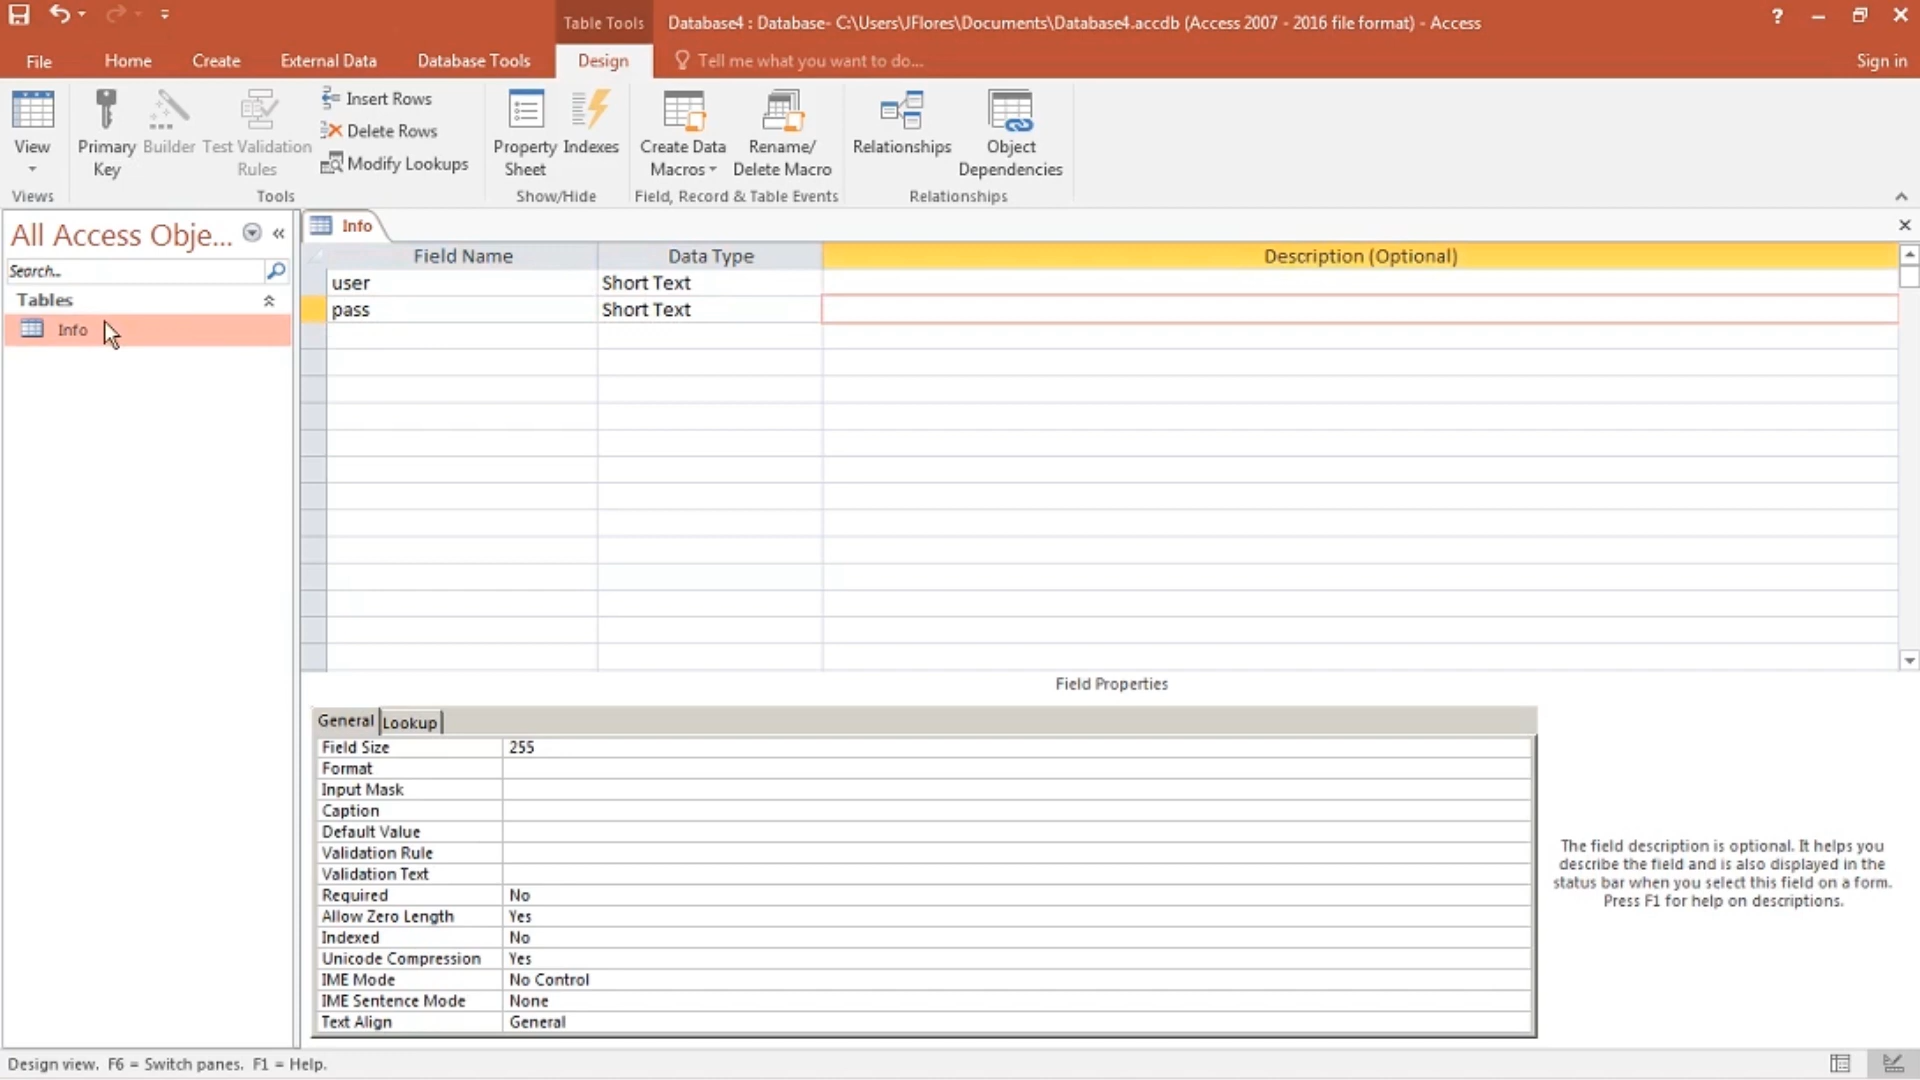 Table Tools
Database4 : Database- C:\Users\JFlores\Documents\Database4.accdb (Access 2007 - 2016 file format) - Access
?
File
Home
Create
External Data
Database Tools
Design
Tell me what you want to do...
Sign in
View
Primary Key
Builder
Test Validation Rules
Insert Rows
Delete Rows
Modify Lookups
Property Sheet
Indexes
Create Data Macros
Rename/ Delete Macro
Relationships
Object Dependencies
Views
Tools
Show/Hide
Field, Record & Table Events
Relationships
All Access Obje...
Search...
Tables
Info
Info
Field Name
Data Type
Description (Optional)
user
Short Text
pass
Short Text
Field Properties
General
Lookup
Field Size
255
Format
Input Mask
Caption
Default Value
Validation Rule
Validation Text
Required
No
Allow Zero Length
Yes
Indexed
No
Unicode Compression
Yes
IME Mode
No Control
IME Sentence Mode
None
Text Align
General
The field description is optional. It helps you
describe the field and is also displayed in the
status bar when you select this field on a form.
Press F1 for help on descriptions.
Design view. F6 = Switch panes. F1 = Help.